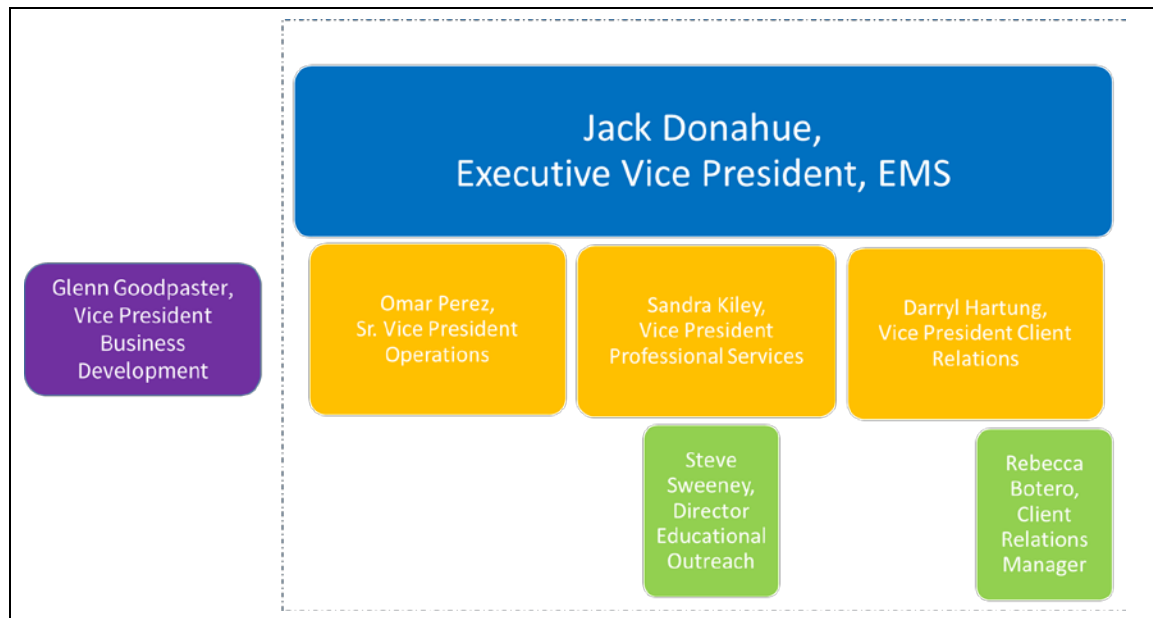 Jack Donahue,
Executive Vice President, EMS
Glenn Goodpaster,
Vice President
Business
Development
Omar Perez,
Sr. Vice President
Operations
Sandra Kiley,
Vice President
Professional Services
Darryl Hartung,
Vice President Client
Relations
Steve
Sweeney,
Director
Educational
Outreach
Rebecca
Botero,
Client
Relations
Manager